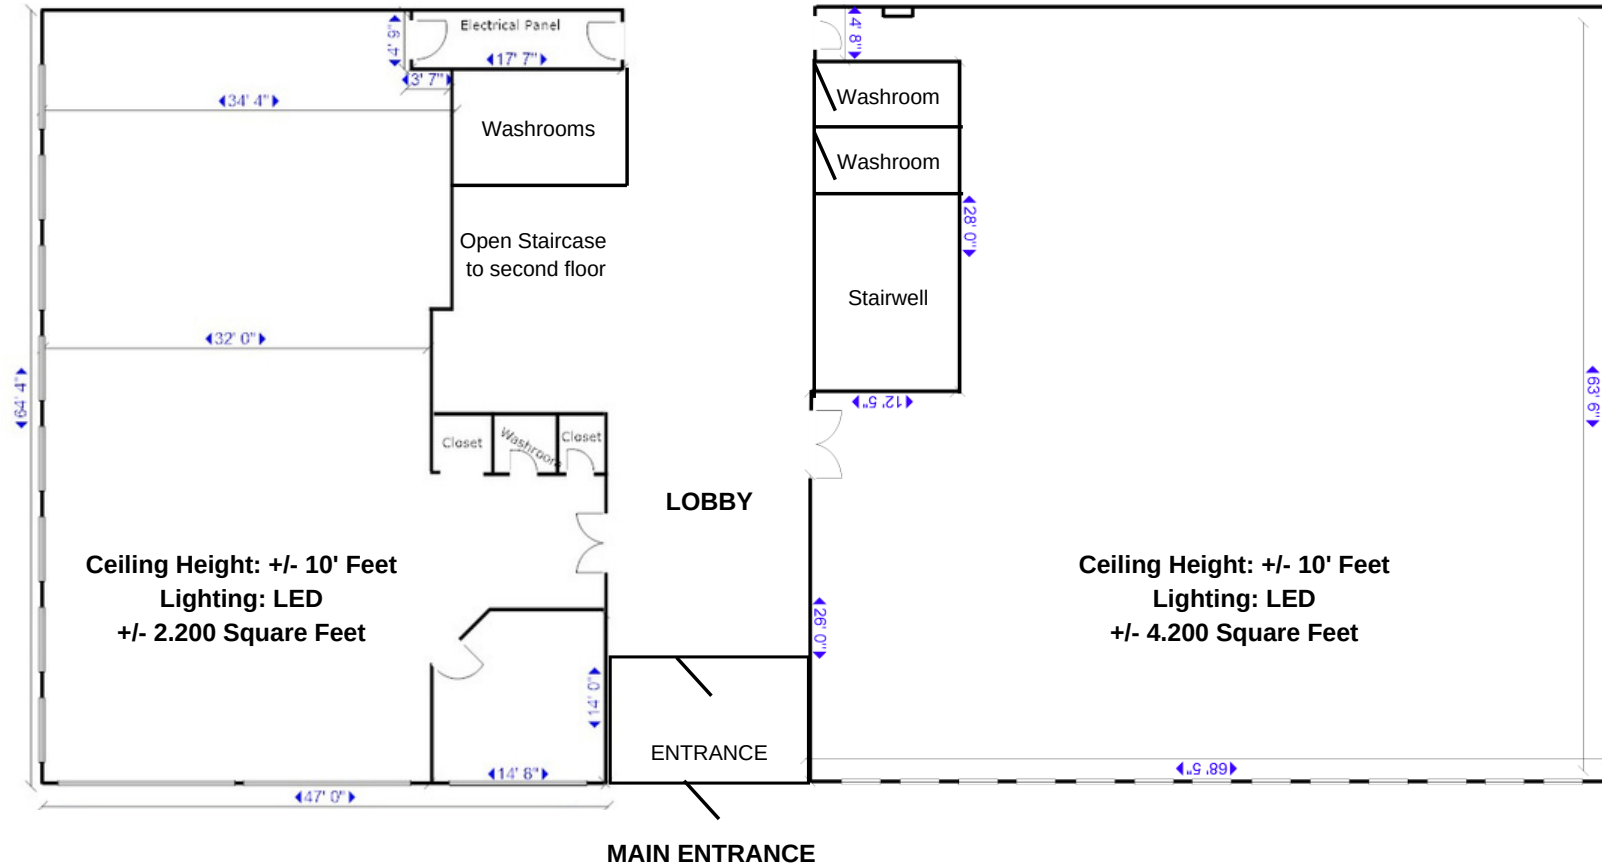 Electrical Panel
4' 9"
17' 7"
3' 7"
34' 4"
Washrooms
4' 8"
Washroom
Washroom
28' 0"
Open Staircase
to second floor
Stairwell
32' 0"
64' 4"
12' 5"
63' 6"
Closet
Washroom
Closet
LOBBY
Ceiling Height: +/- 10' Feet
Lighting: LED
+/- 2.200 Square Feet
Ceiling Height: +/- 10' Feet
Lighting: LED
+/- 4.200 Square Feet
26' 0"
14' 0"
ENTRANCE
14' 8"
47' 0"
68' 5"
MAIN ENTRANCE